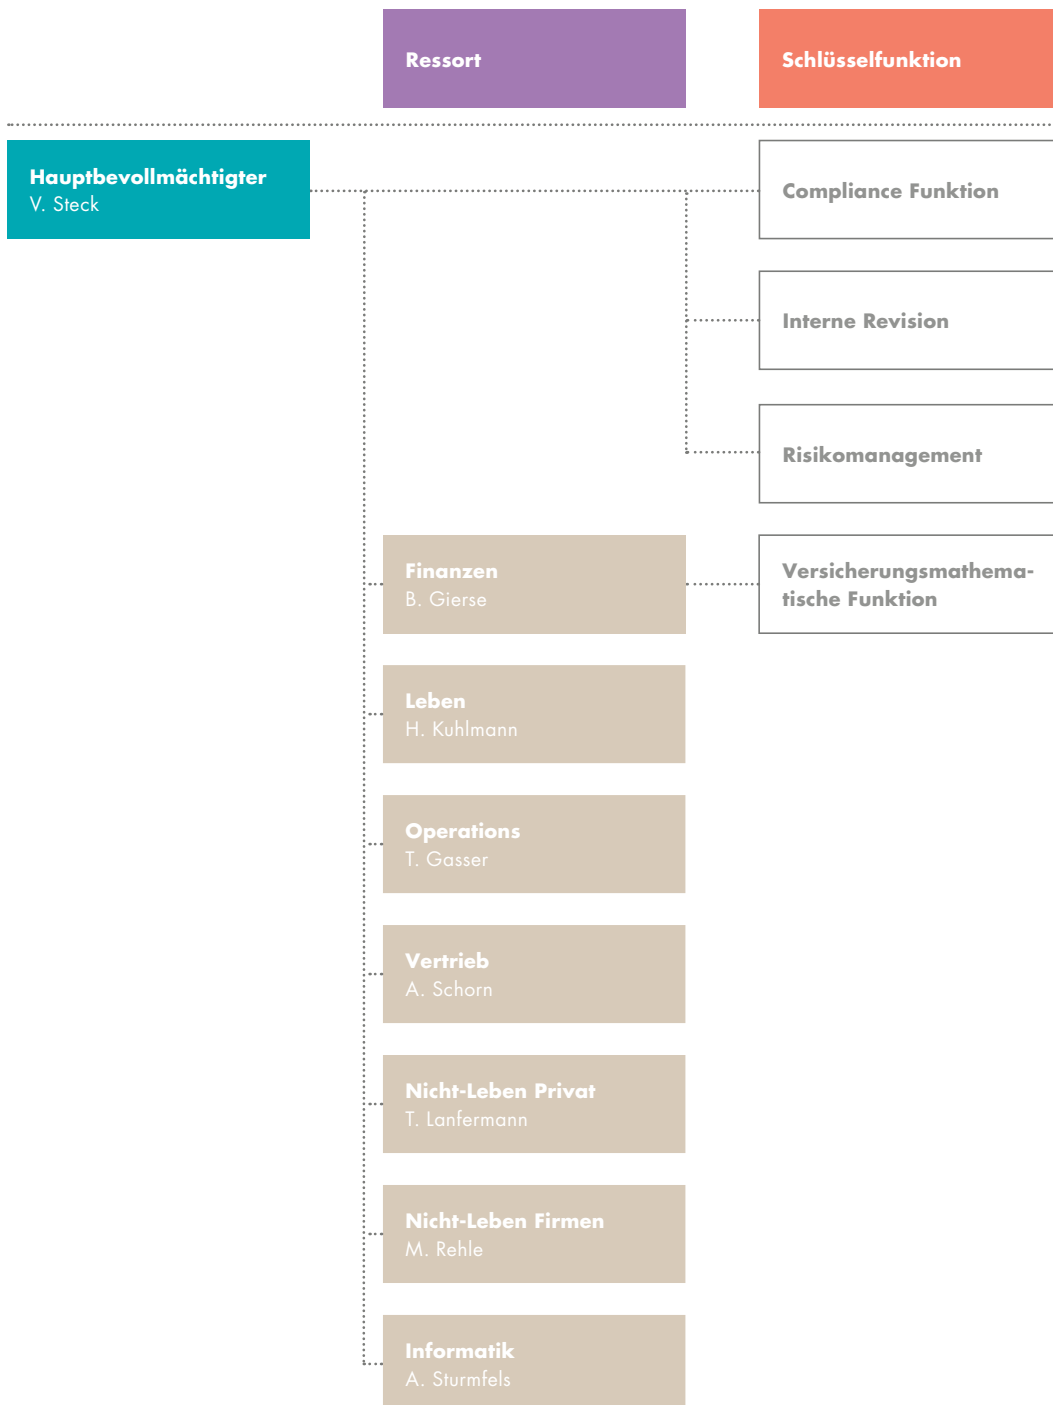 Ressort
Schlüsselfunktion
Hauptbevollmächtigter
V. Steck
Compliance Funktion
Interne Revision
Risikomanagement
Finanzen
B. Gierse
Versicherungsmathema-
tische Funktion
Leben
H. Kuhlmann
Operations
T. Gasser
Vertrieb
A. Schorn
Nicht-Leben Privat
T. Lanfermann
Nicht-Leben Firmen
M. Rehle
Informatik
A. Sturmfels